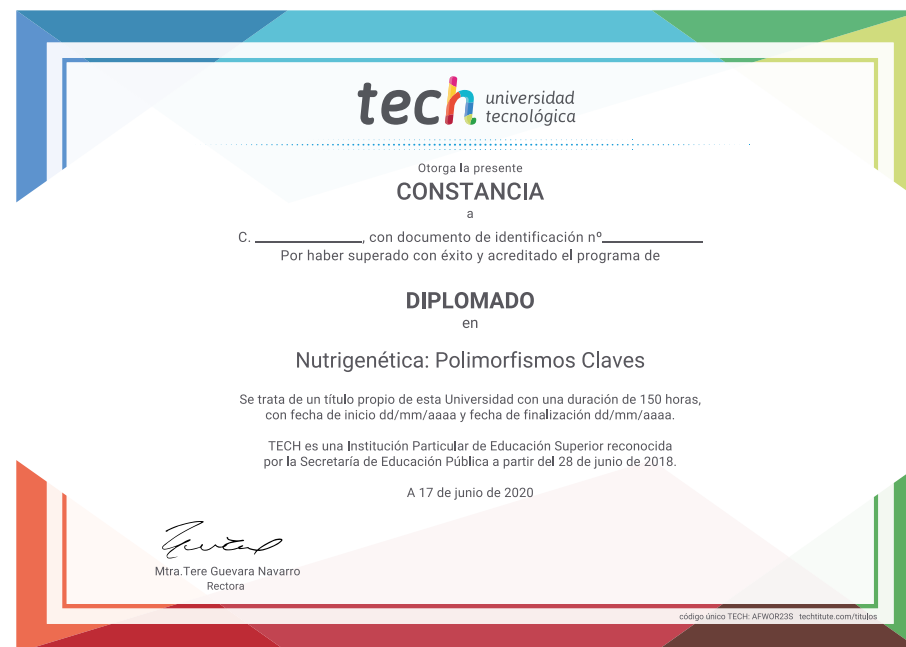 tech universidad
tecnológica
Otorga la presente
CONSTANCIA
a
C. ____________, con documento de identificación nº____________
Por haber superado con éxito y acreditado el programa de
DIPLOMADO
en
Nutrigenética: Polimorfismos Claves
Se trata de un título propio de esta Universidad con una duración de 150 horas,
con fecha de inicio dd/mm/aaaa y fecha de finalización dd/mm/aaaa.
TECH es una Institución Particular de Educación Superior reconocida
por la Secretaría de Educación Pública a partir del 28 de junio de 2018.
A 17 de junio de 2020
Mtra.Tere Guevara Navarro
Rectora
código único TECH: AFWOR23S techtitute.com/titulos